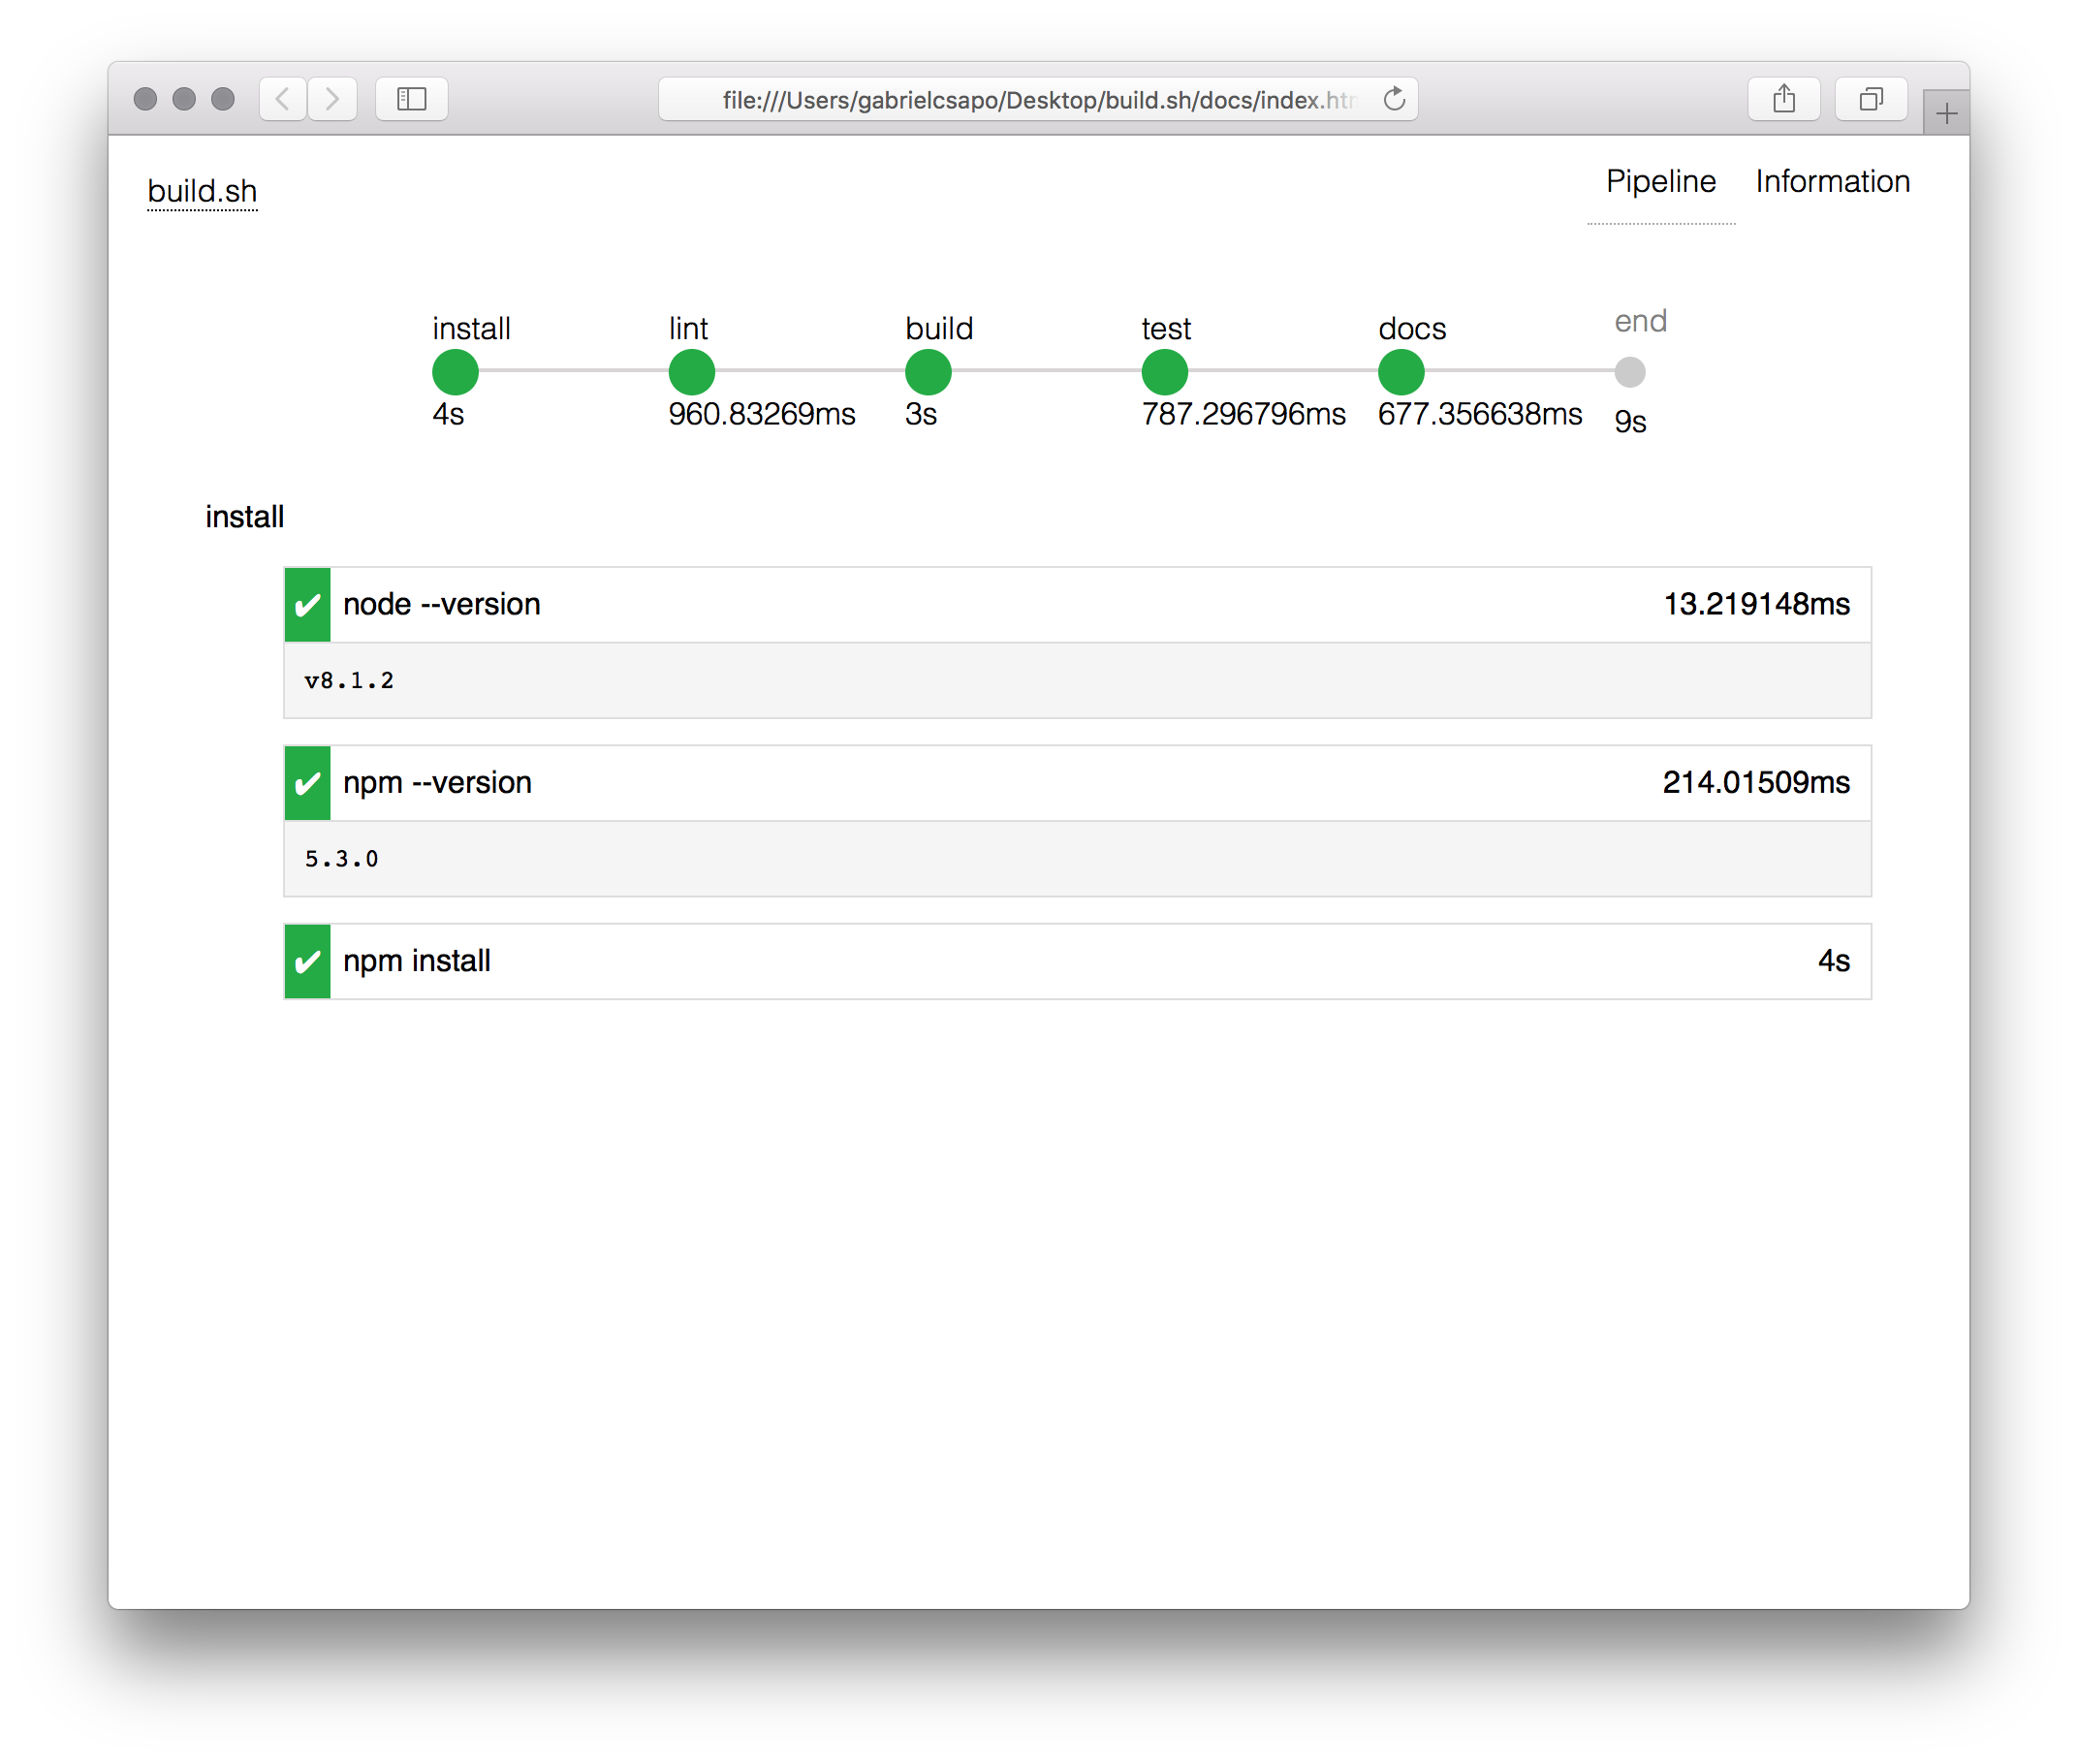 file:///Users/gabrielcsapo/Desktop/build.sh/docs/index.htm
build.sh
Pipeline Information
install lint build test docs end
4s 960.83269ms 3s 787.296796ms 677.356638ms 9s
install
✔ node --version 13.219148ms
v8.1.2
✔ npm --version 214.01509ms
5.3.0
✔ npm install 4s